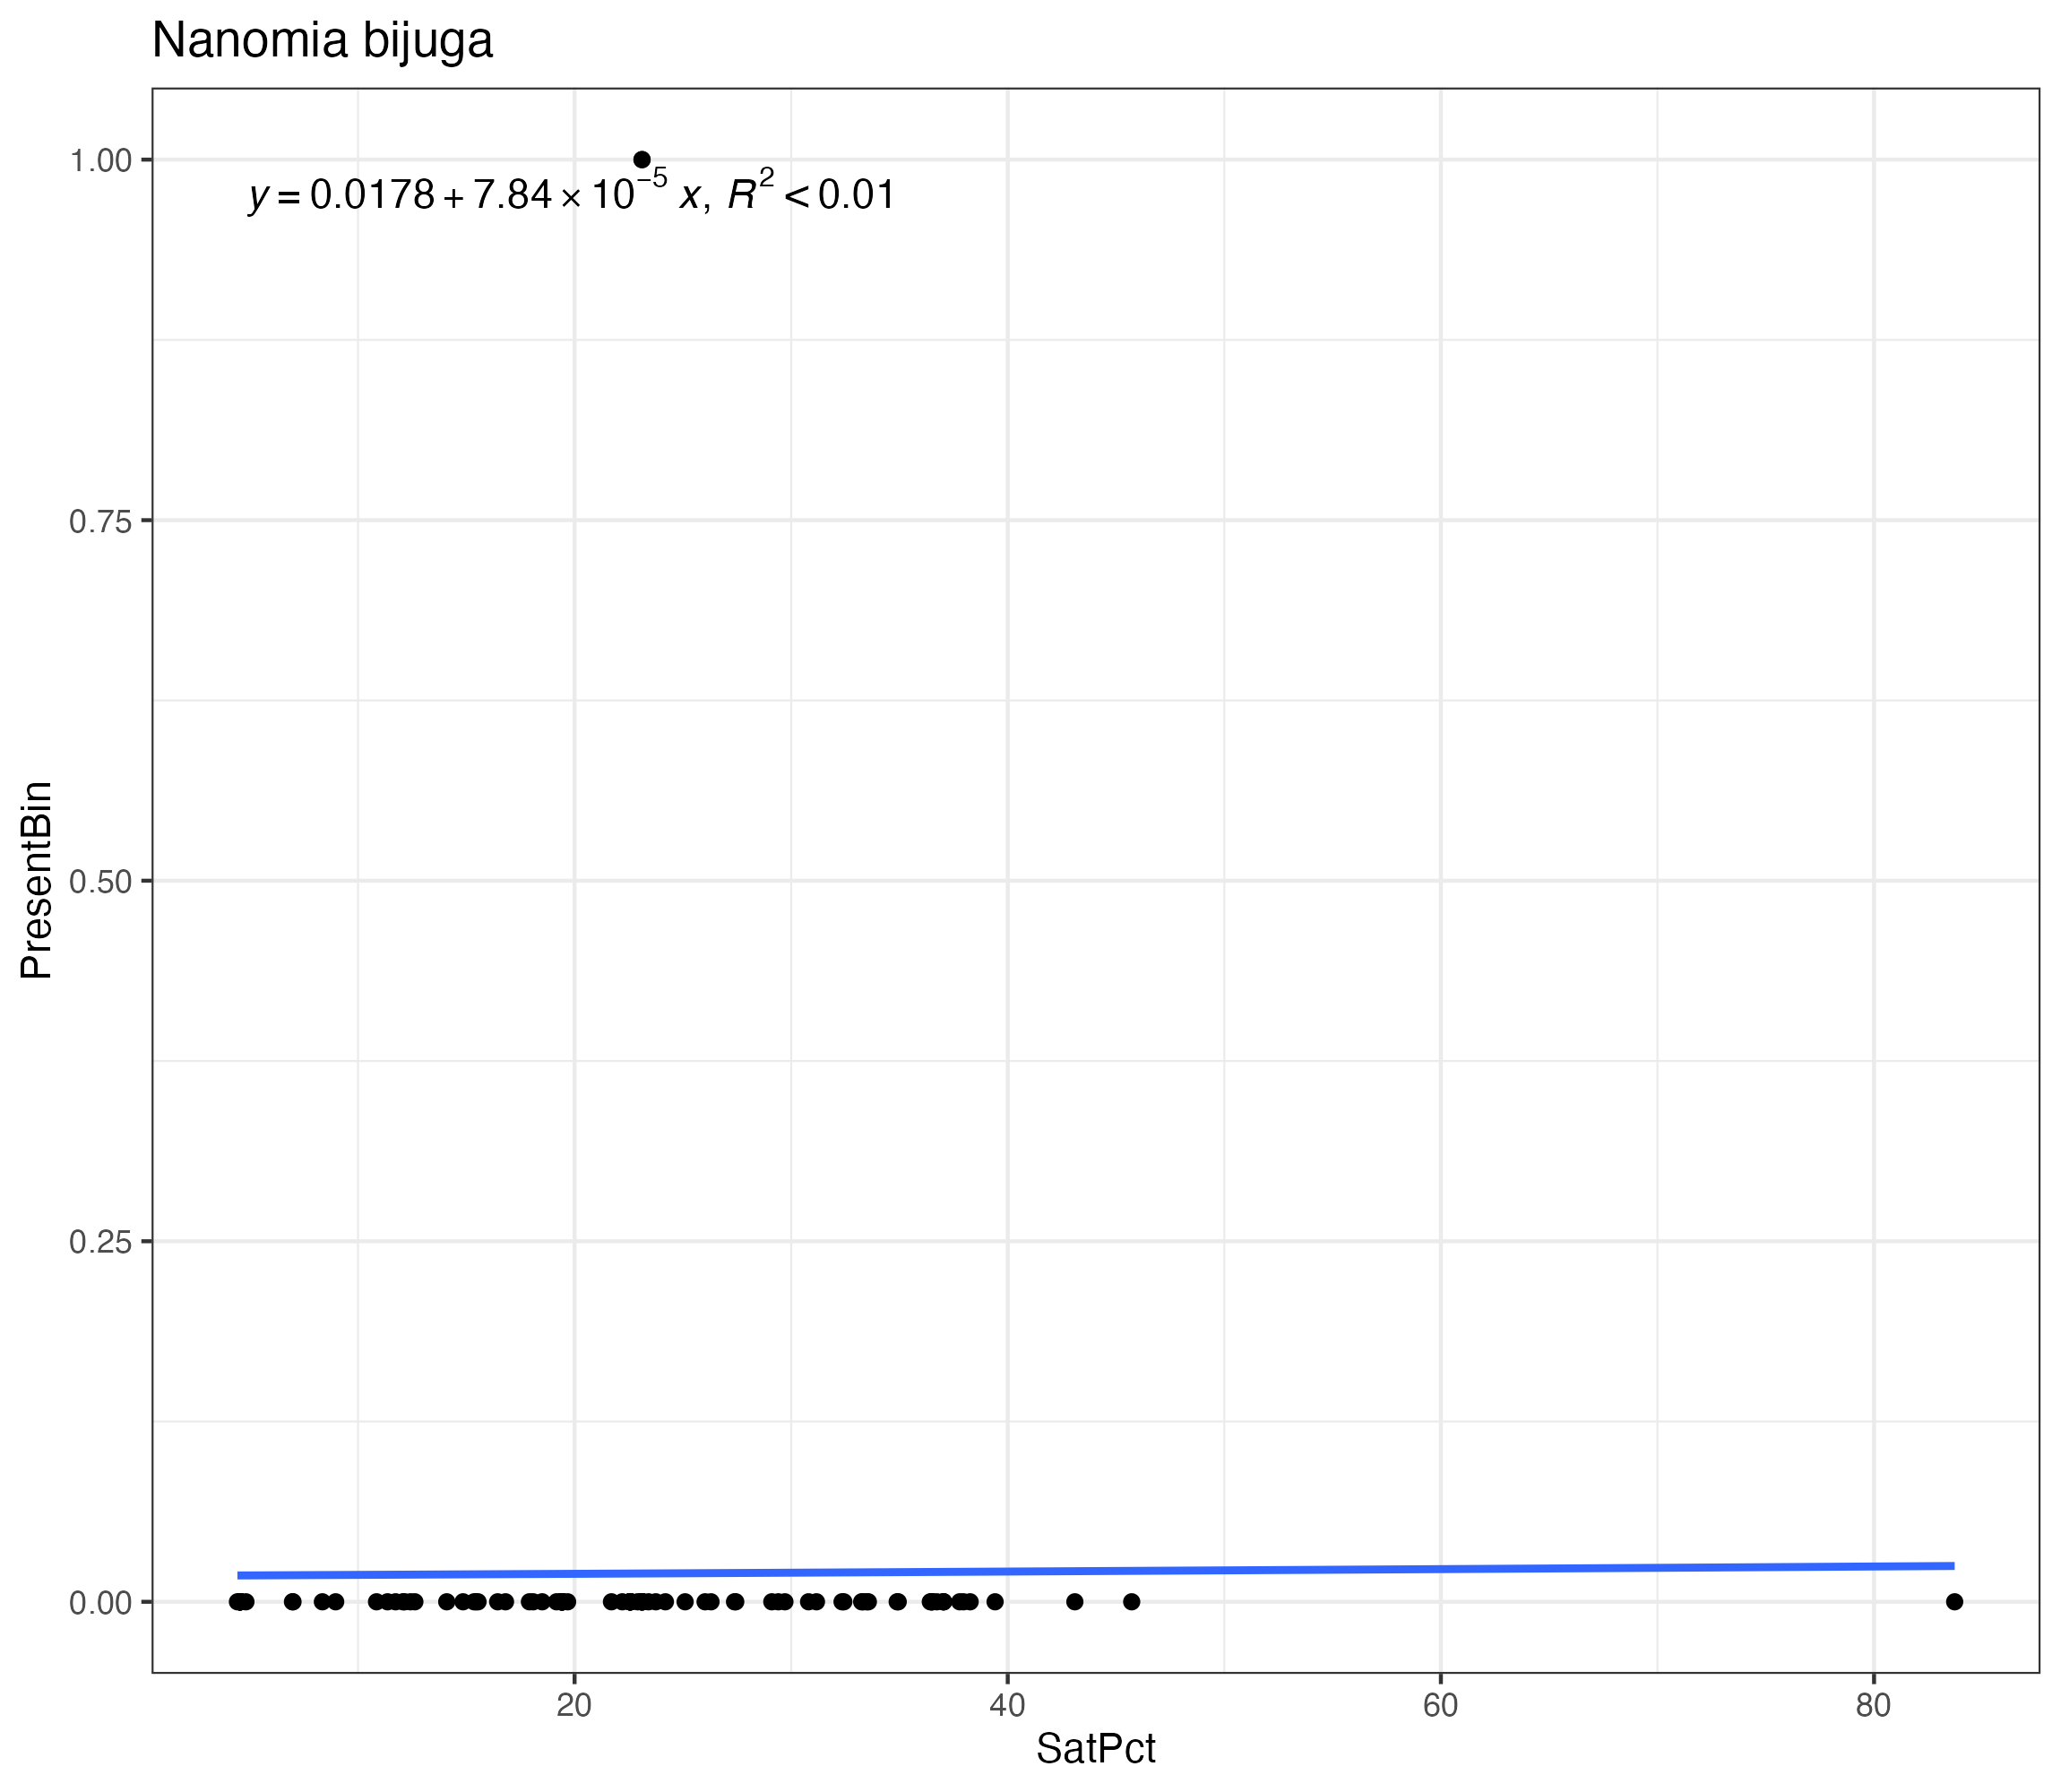 Nanomia bijuga
1.00
y = 0.0178 + 7.84 × 10⁻⁵ x, R² < 0.01
0.75
0.50
0.25
0.00
PresentBin
20 40 60 80
SatPct